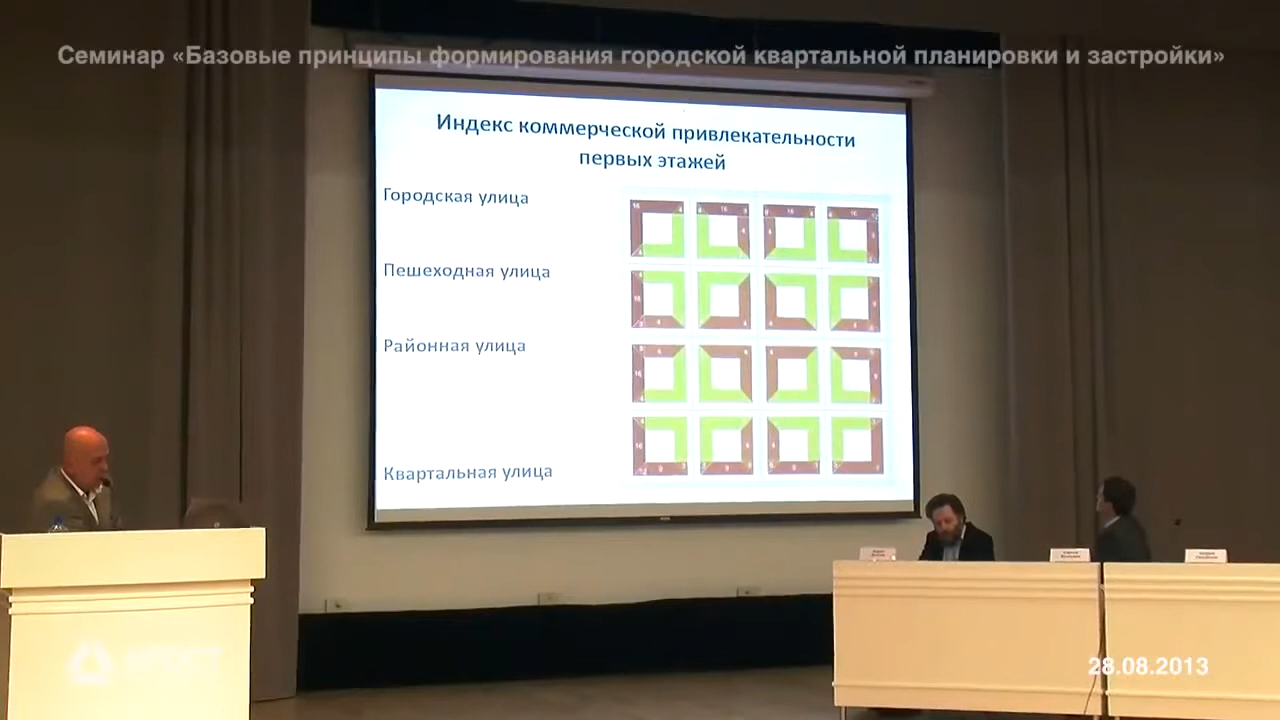 Семинар «Базовые принципы формирования городской квартальной планировки и застройки»
Индекс коммерческой привлекательности
первых этажей
Городская улица
Пешеходная улица
Районная улица
Квартальная улица
28.08.2013